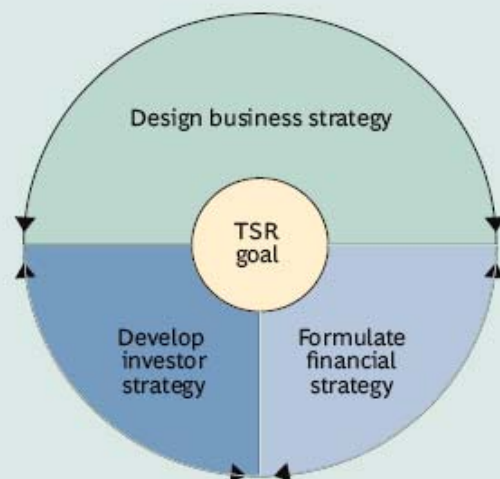 Design business strategy
TSR
goal
Develop
investor
strategy
Formulate
financial
strategy